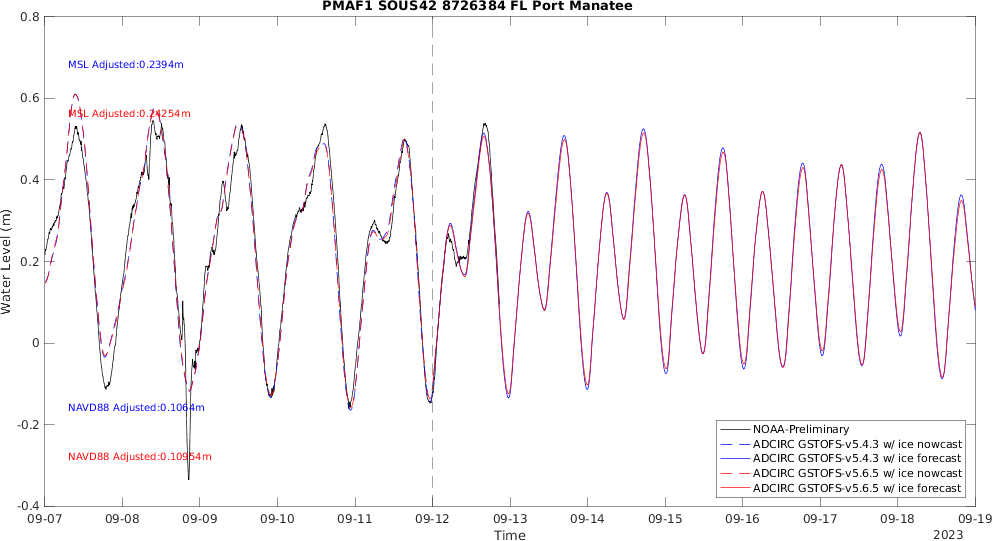 PMAF1 SOUS42 8726384 FL Port Manatee
0.8
0.6
0.4
0.2
0
-0.2
-0.4
Water Level (m)
MSL Adjusted:0.2394m
MSL Adjusted:0.24254m
NAVD88 Adjusted:0.1064m
NAVD88 Adjusted:0.10954m
NOAA-Preliminary
ADCIRC GSTOFS-v5.4.3 w/ ice nowcast
ADCIRC GSTOFS-v5.4.3 w/ ice forecast
ADCIRC GSTOFS-v5.6.5 w/ ice nowcast
ADCIRC GSTOFS-v5.6.5 w/ ice forecast
09-07 09-08 09-09 09-10 09-11 09-12 09-13 09-14 09-15 09-16 09-17 09-18 09-19
Time
2023